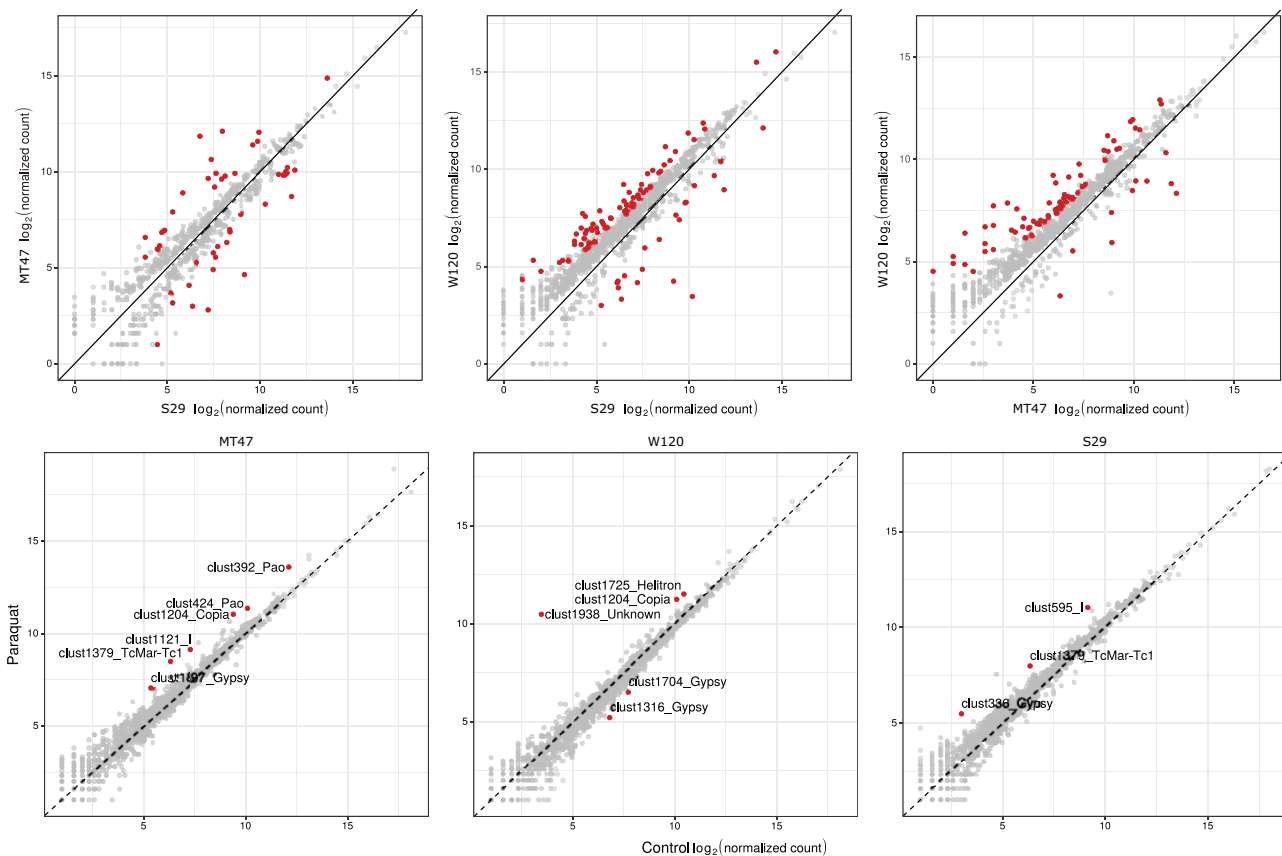 15
10
5
0
0
5
10
15
MT47 log2(normalized count)
S29 log2(normalized count)
15
10
5
0
0
5
10
15
W120 log2(normalized count)
S29 log2(normalized count)
15
10
5
0
0
5
10
15
W120 log2(normalized count)
MT47 log2(normalized count)
MT47
W120
S29
Paraquat
15
10
5
5
10
15
clust392_Pao
clust424_Pao
clust1204_Copia
clust1121_I
clust1379_TcMar-Tc1
15
10
5
5
10
15
clust1725_Helitron
clust1204_Copia
clust1938_Unknown
clust1704_Gypsy
clust1316_Gypsy
15
10
5
5
10
15
clust595_I
clust1379_TcMar-Tc1
Control log2(normalized count)